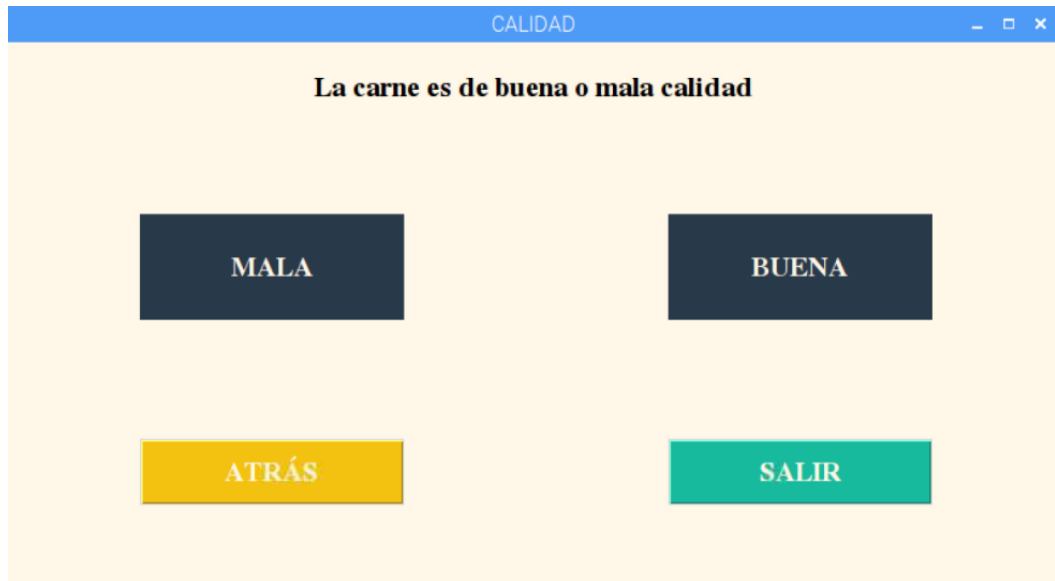 CALIDAD
La carne es de buena o mala calidad
MALA
BUENA
ATRÁS
SALIR